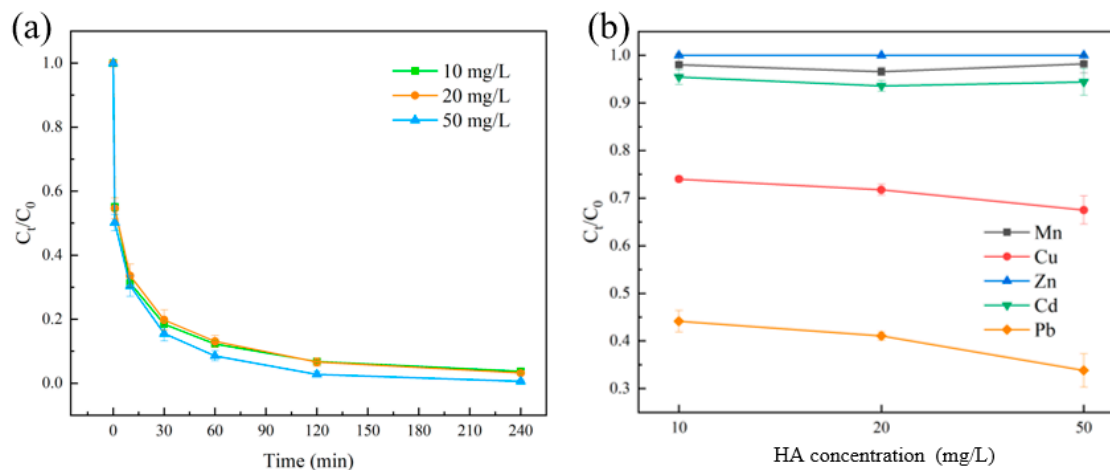 (a)
10 mg/L
20 mg/L
50 mg/L
1.0
0.8
0.6
0.4
0.2
0.0
Cₜ/C₀
0 30 60 90 120 150 180 210 240
Time (min)
(b)
1.0
0.9
0.8
0.7
0.6
0.5
0.4
0.3
Cₜ/C₀
Mn
Cu
Zn
Cd
Pb
10 20 50
HA concentration (mg/L)